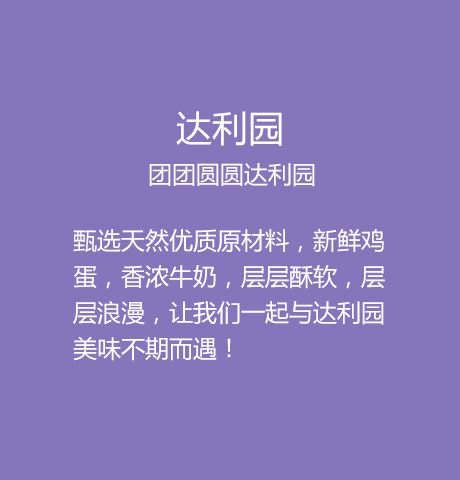 达利园
团团圆圆达利园
甄选天然优质原材料，新鲜鸡
蛋，香浓牛奶，层层酥软，层
层浪漫，让我们一起与达利园
美味不期而遇！